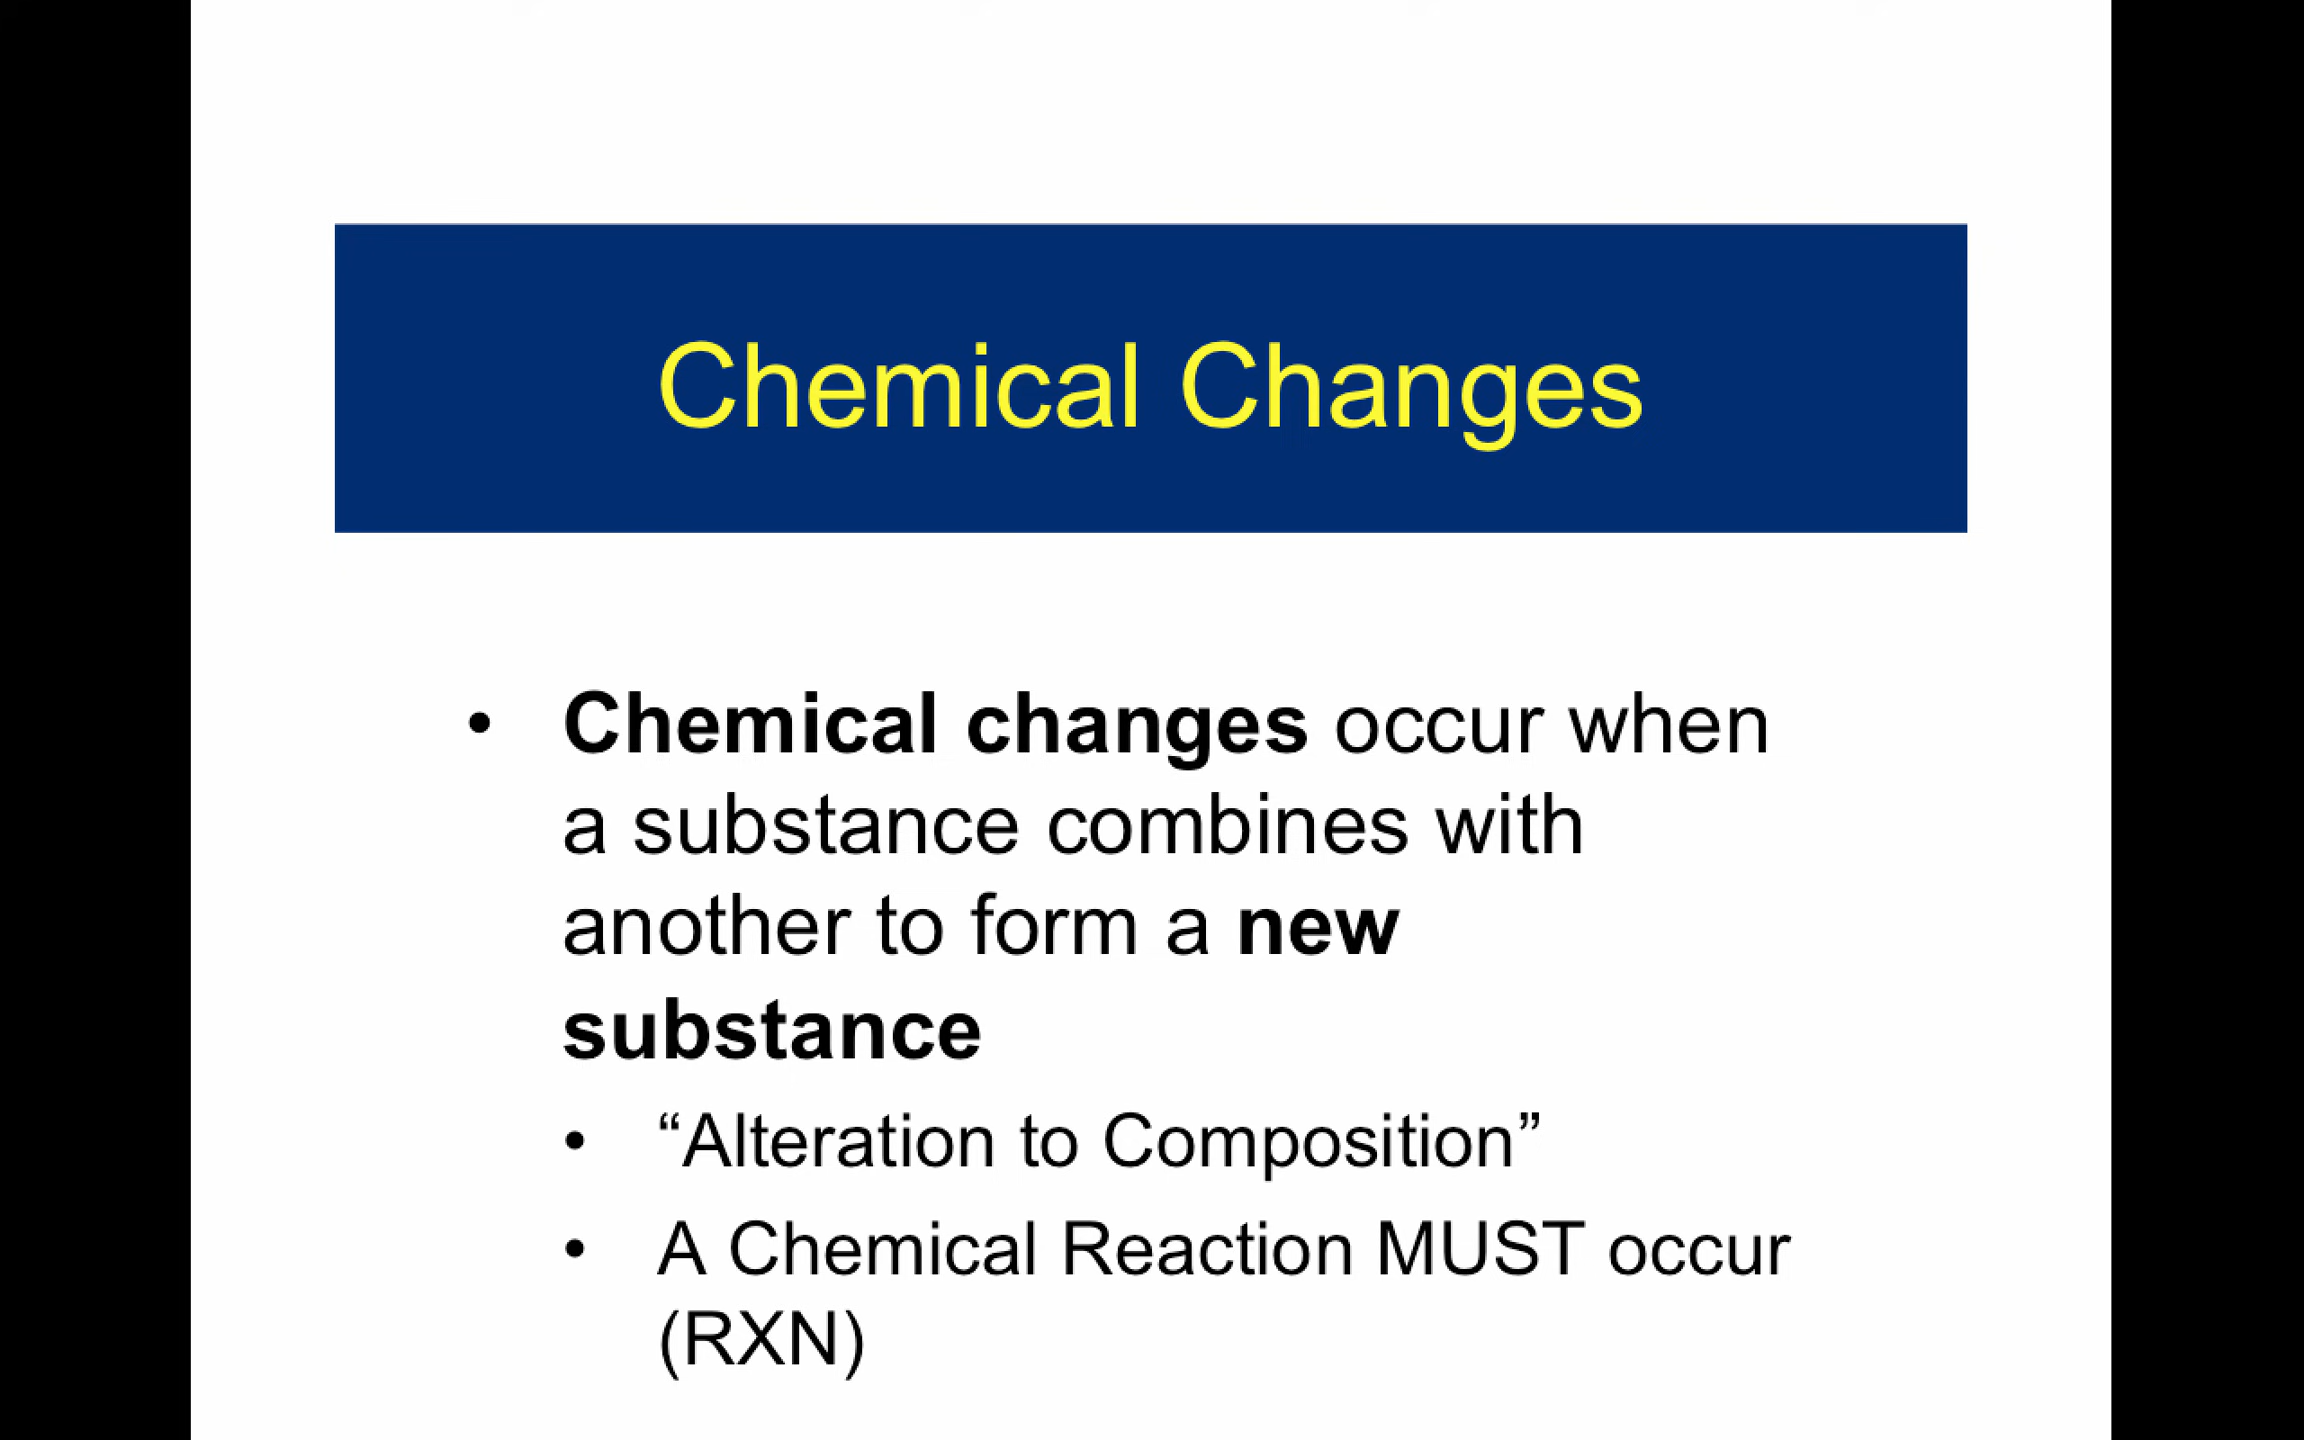 Chemical Changes
• Chemical changes occur when
a substance combines with
another to form a new
substance
• “Alteration to Composition”
• A Chemical Reaction MUST occur
(RXN)